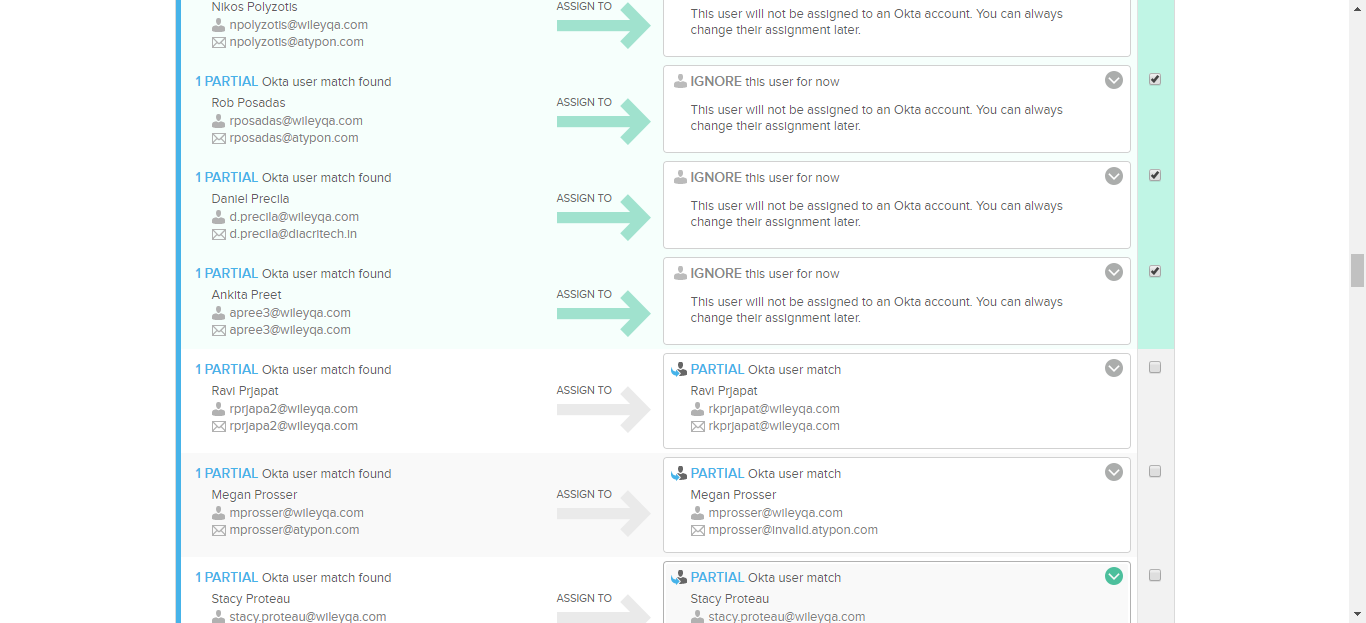 Nikos Polyzotis
npolyzotis@wileyqa.com
npolyzotis@atypon.com
ASSIGN TO
This user will not be assigned to an Okta account. You can always
change their assignment later.
1 PARTIAL Okta user match found
Rob Posadas
rposadas@wileyqa.com
rposadas@atypon.com
ASSIGN TO
IGNORE this user for now
This user will not be assigned to an Okta account. You can always
change their assignment later.
1 PARTIAL Okta user match found
Daniel Precila
d.precila@wileyqa.com
d.precila@diacritech.in
ASSIGN TO
IGNORE this user for now
This user will not be assigned to an Okta account. You can always
change their assignment later.
1 PARTIAL Okta user match found
Ankita Preet
apree3@wileyqa.com
apree3@wileyqa.com
ASSIGN TO
IGNORE this user for now
This user will not be assigned to an Okta account. You can always
change their assignment later.
1 PARTIAL Okta user match found
Ravi Prjapat
rprjapa2@wileyqa.com
rprjapa2@wileyqa.com
ASSIGN TO
PARTIAL Okta user match
Ravi Prjapat
rkprjapat@wileyqa.com
rkprjapat@wileyqa.com
1 PARTIAL Okta user match found
Megan Prosser
mprosser@wileyqa.com
mprosser@atypon.com
ASSIGN TO
PARTIAL Okta user match
Megan Prosser
mprosser@wileyqa.com
mprosser@invalid.atypon.com
1 PARTIAL Okta user match found
Stacy Proteau
stacy.proteau@wileyqa.com
ASSIGN TO
PARTIAL Okta user match
Stacy Proteau
stacy.proteau@wileyqa.com